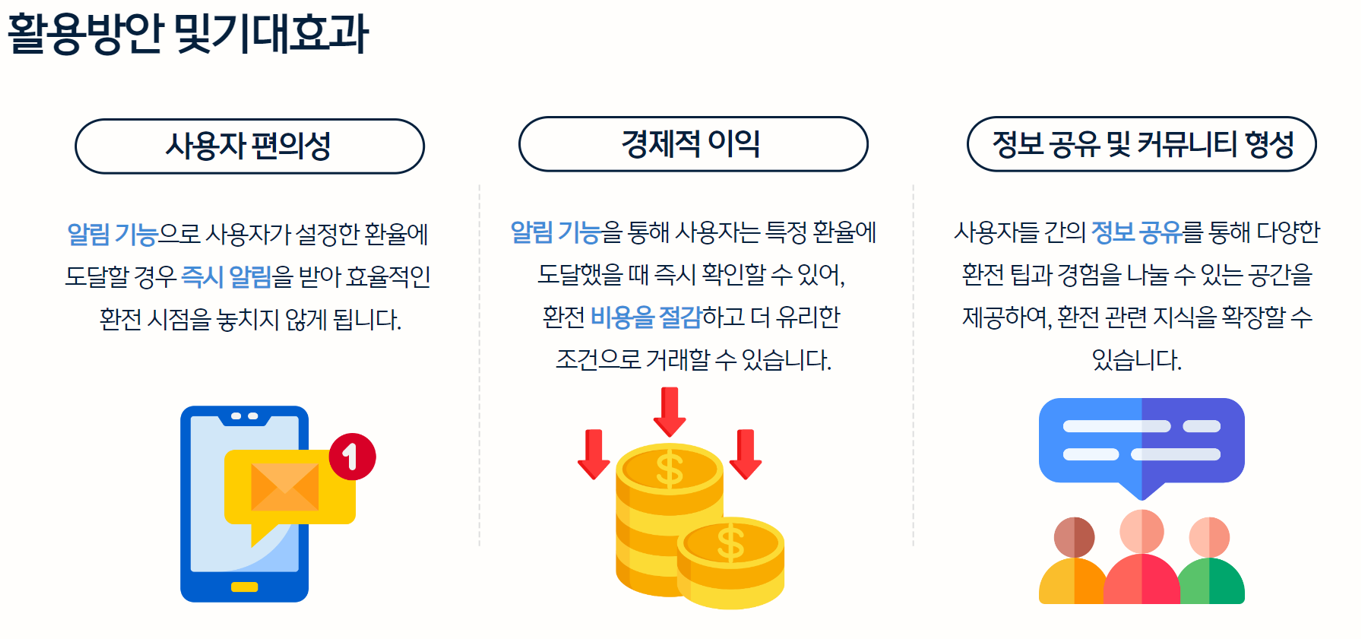 활용방안 및기대효과
사용자 편의성
알림 기능으로 사용자가 설정한 환율에
도달할 경우 즉시 알림을 받아 효율적인
환전 시점을 놓치지 않게 됩니다.
1
경제적 이익
알림 기능을 통해 사용자는 특정 환율에
도달했을 때 즉시 확인할 수 있어,
환전 비용을 절감하고 더 유리한
조건으로 거래할 수 있습니다.
$
$
정보 공유 및 커뮤니티 형성
사용자들 간의 정보 공유를 통해 다양한
환전 팁과 경험을 나눌 수 있는 공간을
제공하여, 환전 관련 지식을 확장할 수
있습니다.